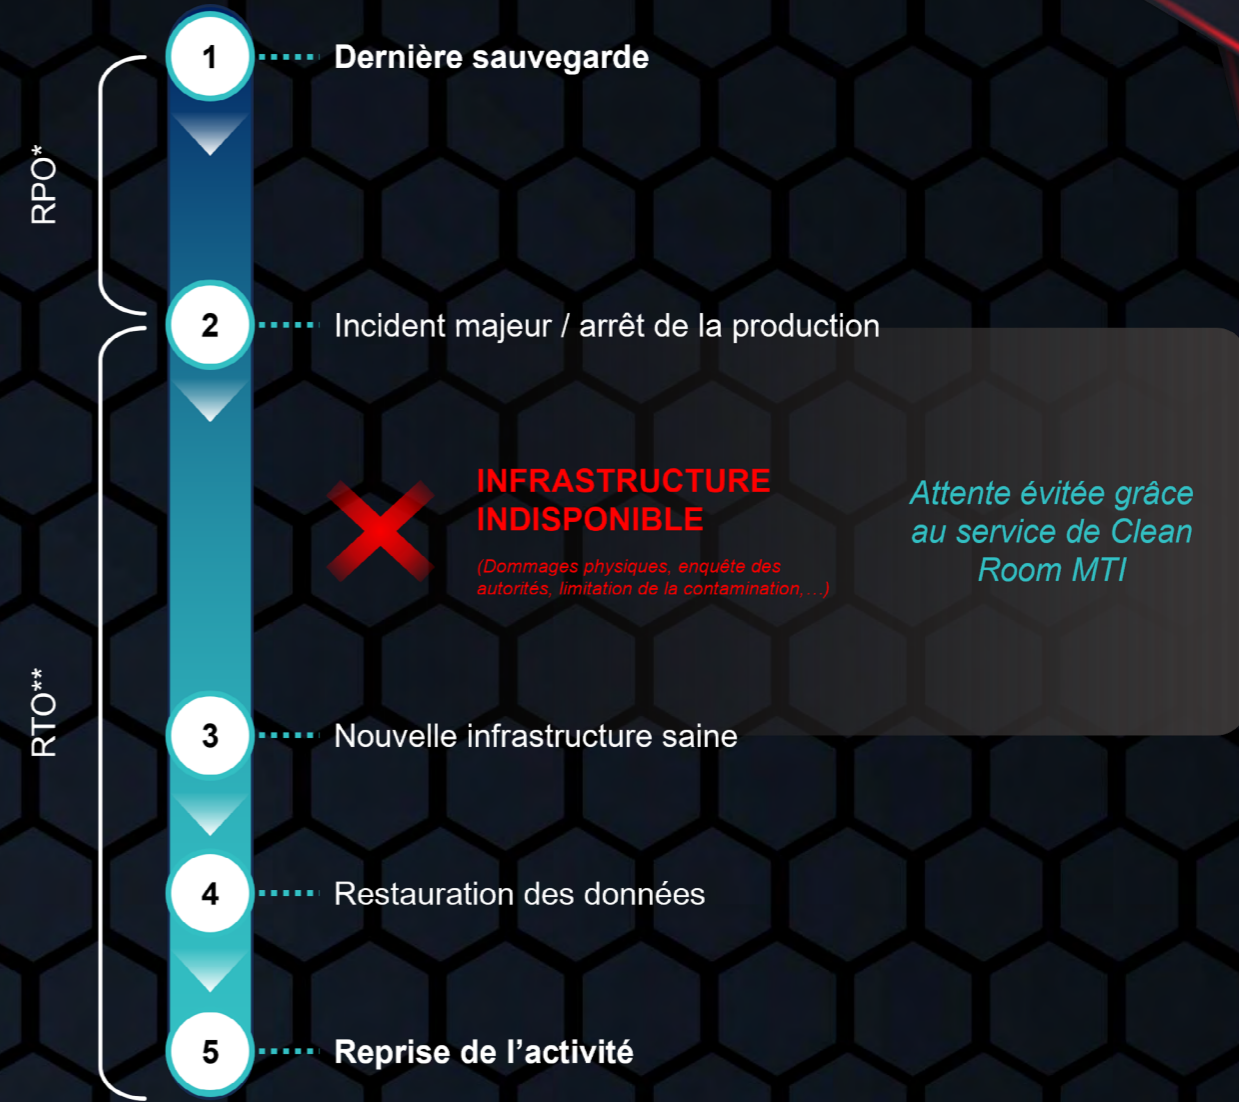 RPO*
1
Dernière sauvegarde
2
Incident majeur / arrêt de la production
INFRASTRUCTURE
INDISPONIBLE
(Dommages physiques, enquête des
autorités, limitation de la contamination,…)
Attente évitée grâce
au service de Clean
Room MTI
RTO**
3
Nouvelle infrastructure saine
4
Restauration des données
5
Reprise de l’activité